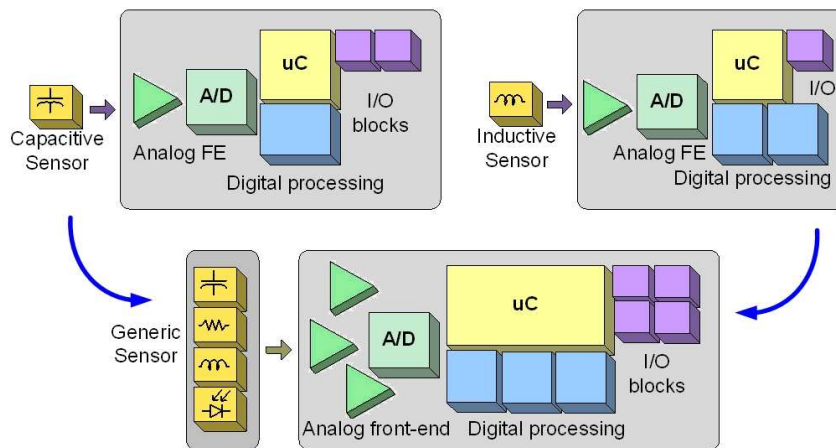 uC
A/D
I/O
blocks
Capacitive
Sensor
Analog FE
Digital processing
uC
A/D
I/O
Inductive
Sensor
Analog FE
Digital processing
Generic
Sensor
A/D
uC
I/O
blocks
Analog front-end
Digital processing